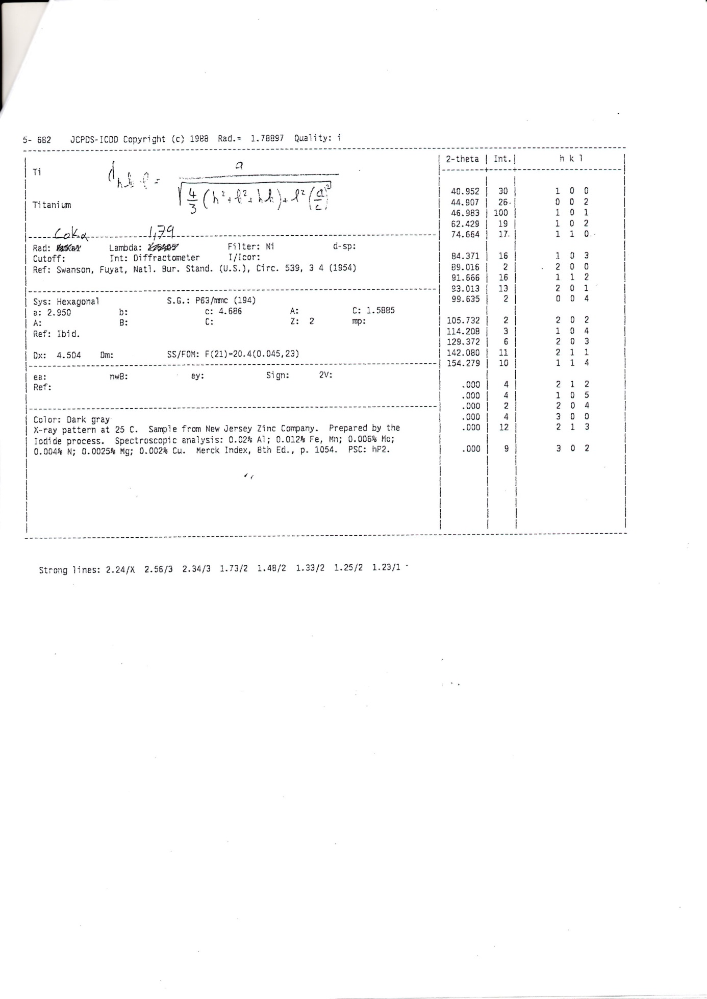 5- 682 JCPDS-ICDD Copyright (c) 1988 Rad.= 1.78897 Quality: i
Ti
d hkl = a / √(4/3 (h²+k²+hk)+l² (a/c)²)
Titanium
CoKα 1,79
Rad: Lambda: Filter: Ni d-sp:
Cutoff: Int: Diffractometer I/Icor:
Ref: Swanson, Fuyat, Natl. Bur. Stand. (U.S.), Circ. 539, 3 4 (1954)
Sys: Hexagonal S.G.: P63/mmc (194)
a: 2.950 b: c: 4.686 A: C: 1.5885
A: B: C: Z: 2 mp:
Ref: Ibid.
Dx: 4.504 Dm: SS/FOM: F(21)=20.4(0.045,23)
ea: nwB: ey: Sign: 2V:
Ref:
Color: Dark gray
X-ray pattern at 25 C. Sample from New Jersey Zinc Company. Prepared by the
Iodide process. Spectroscopic analysis: 0.02% Al; 0.012% Fe, Mn; 0.006% Mo;
0.004% N; 0.0025% Mg; 0.002% Cu. Merck Index, 8th Ed., p. 1054. PSC: hP2.
2-theta Int. h k l
40.952 30 1 0 0
44.907 26 0 0 2
46.983 100 1 0 1
62.429 19 1 0 2
74.664 17 1 1 0
84.371 16 1 0 3
89.016 2 2 0 0
91.666 16 1 1 2
93.013 13 2 0 1
99.635 2 0 0 4
105.732 2 2 0 2
114.208 3 1 0 4
129.372 6 2 0 3
142.080 11 2 1 1
154.279 10 1 1 4
.000 4 2 1 2
.000 4 1 0 5
.000 2 2 0 4
.000 4 3 0 0
.000 12 2 1 3
.000 9 3 0 2
Strong lines: 2.24/X 2.56/3 2.34/3 1.73/2 1.48/2 1.33/2 1.25/2 1.23/1